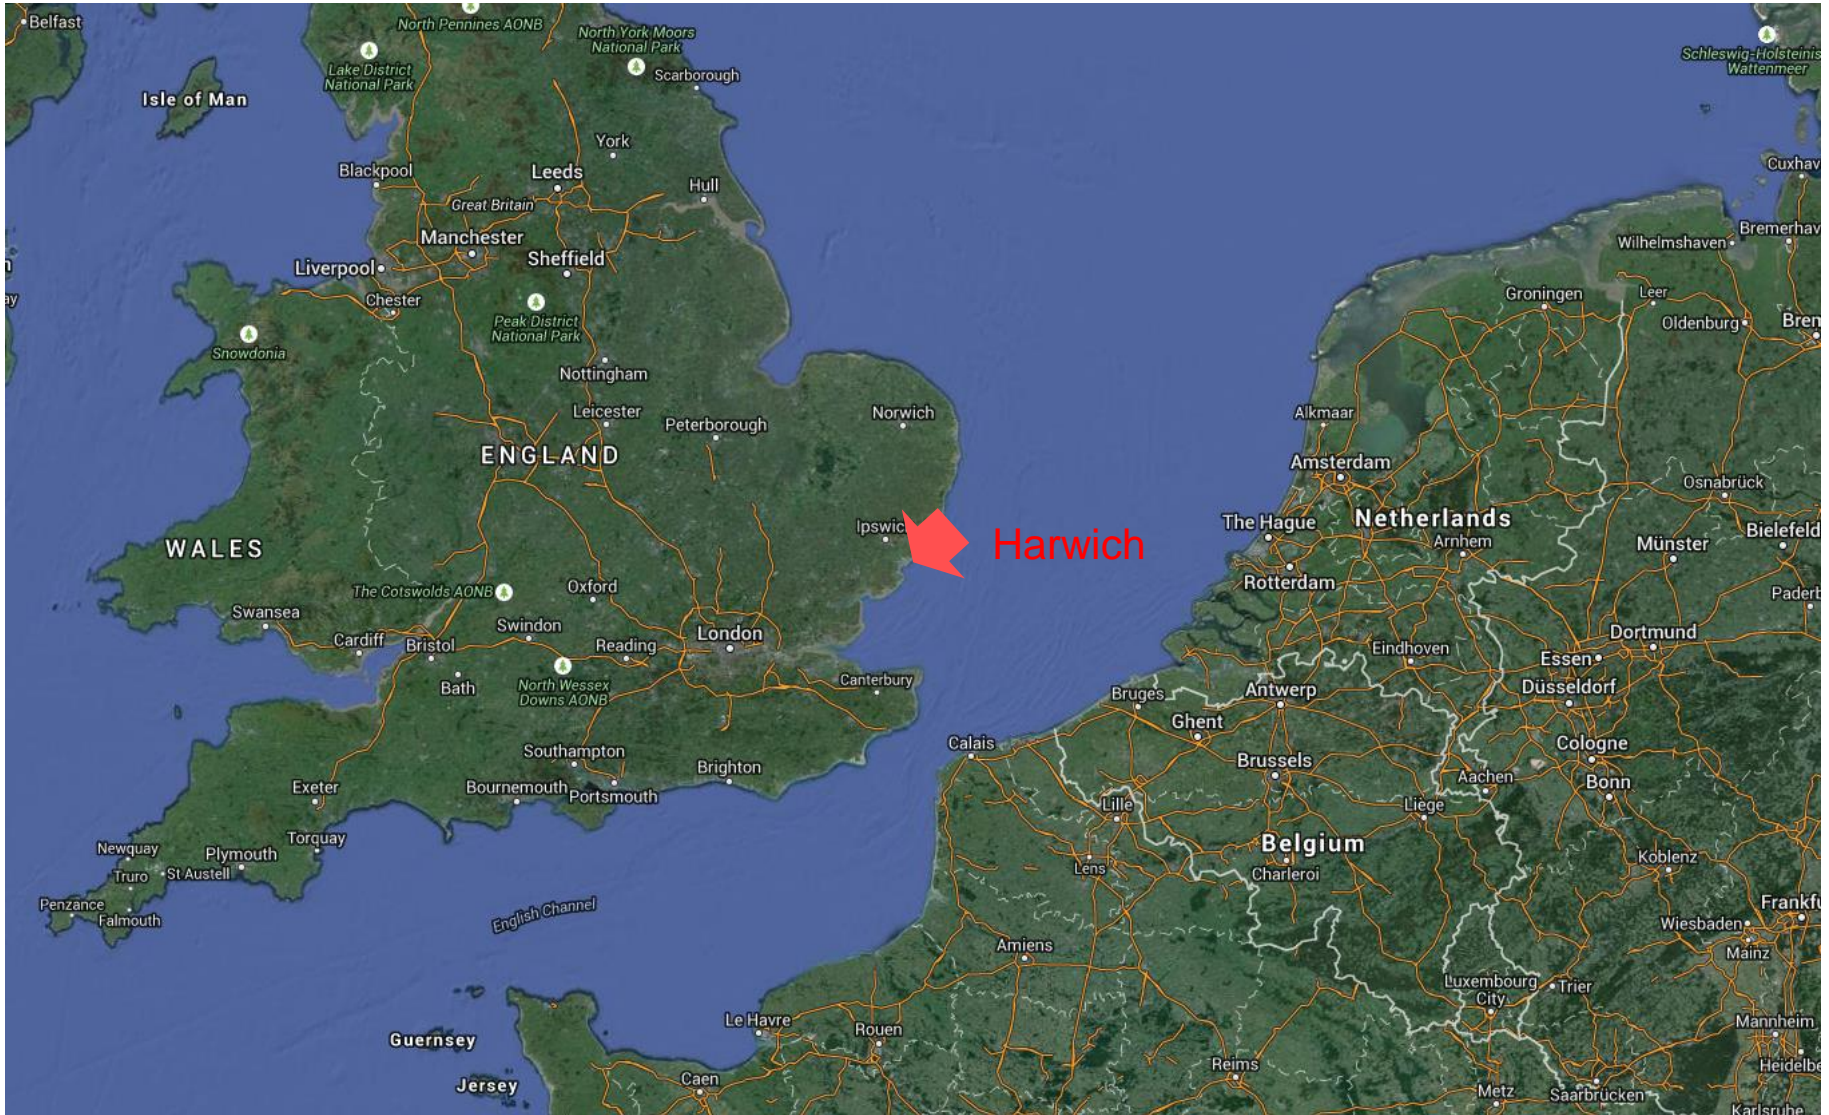 Belfast
North Pennines AONB
North York Moors
National Park
Schleswig-Holsteinis
Wattenmeer
Lake District
National Park
Scarborough
Isle of Man
York
Blackpool
Leeds
Cuxhav
Hull
Great Britain
Manchester
Bremerhav
Wilhelmshaven
Sheffield
Liverpool
n
ay
Chester
Groningen
Leer
Peak District
National Park
Oldenburg
Brem
Snowdonia
Nottingham
Leicester
Norwich
Alkmaar
Peterborough
ENGLAND
Amsterdam
Osnabrück
Ipswic
The Hague
Netherlands
Bielefeld
Harwich
WALES
Arnhem
Münster
Rotterdam
The Cotswolds AONB
Oxford
Paderb
Swansea
Swindon
London
Dortmund
Cardiff
Bristol
Reading
Eindhoven
Essen
Canterbury
Bath
North Wessex
Downs AONB
Bruges
Antwerp
Düsseldorf
Ghent
Calais
Cologne
Southampton
Brighton
Brussels
Aachen
Bonn
Exeter
Bournemouth
Portsmouth
Lille
Liège
Torquay
Belgium
Newquay
Plymouth
Koblenz
Truro
St Austell
Lens
Charleroi
Penzance
Falmouth
English Channel
Frankfu
Wiesbaden
Amiens
Mainz
Luxembourg
City
Trier
Le Havre
Rouen
Mannheim
Guernsey
Reims
Heidelbe
Jersey
Caen
Metz
Saarbrücken
Karlsruhe